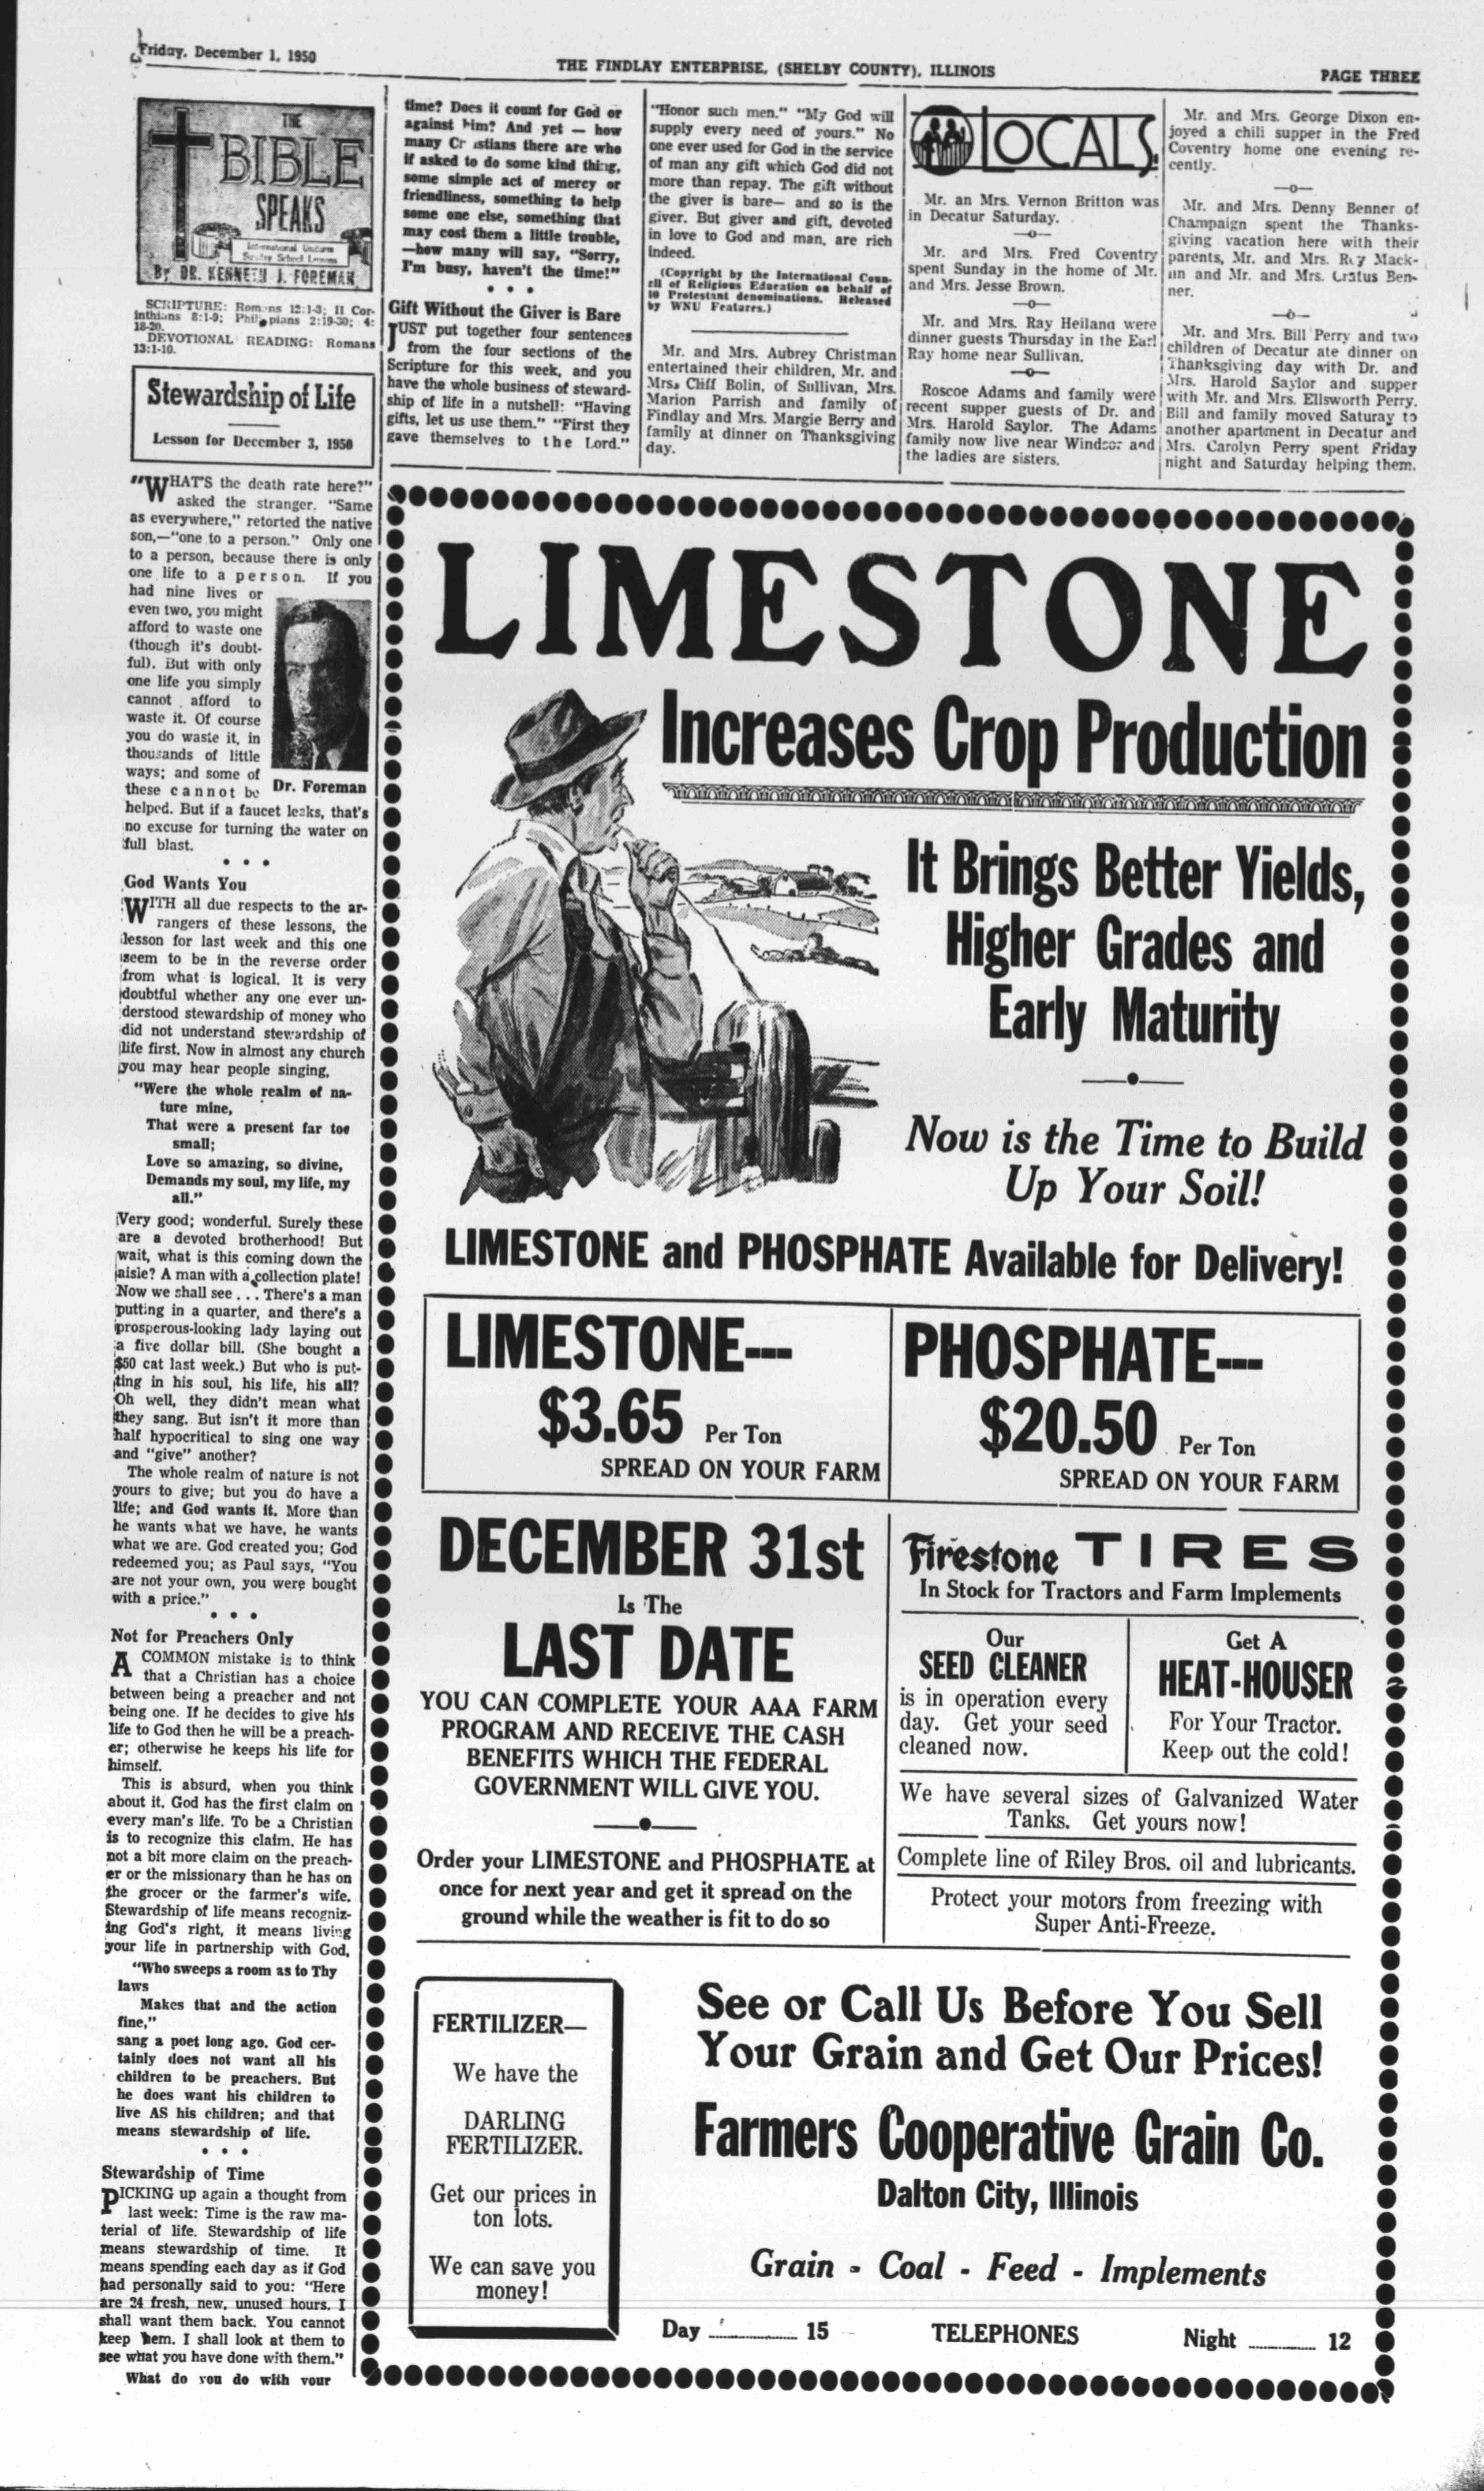 Friday, December 1, 1950
THE FINDLAY ENTERPRISE, (SHELBY COUNTY), ILLINOIS
PAGE THREE
THE
BIBLE
SPEAKS
International Uniform
Sunday School Lessons
By DR. KENNETH J. FOREMAN
SCRIPTURE: Romans 12:1-3; II Cor-
inthians 8:1-9; Philippians 2:19-30; 4:
18-20.
DEVOTIONAL READING: Romans
13:1-10.
Stewardship of Life
Lesson for December 3, 1950
"WHAT'S the death rate here?"
asked the stranger. "Same
as everywhere," retorted the native
son,—"one to a person." Only one
to a person, because there is only
one life to a person. If you
had nine lives or
even two, you might
afford to waste one
(though it's doubt-
ful). But with only
one life you simply
cannot afford to
waste it. Of course
you do waste it, in
thousands of little
ways; and some of
these cannot be
Dr. Foreman
helped. But if a faucet leaks, that's
no excuse for turning the water on
full blast.
• • •
God Wants You
WITH all due respects to the ar-
rangers of these lessons, the
lesson for last week and this one
seem to be in the reverse order
from what is logical. It is very
doubtful whether any one ever un-
derstood stewardship of money who
did not understand stewardship of
life first. Now in almost any church
you may hear people singing,
"Were the whole realm of na-
ture mine,
That were a present far too
small;
Love so amazing, so divine,
Demands my soul, my life, my
all."
Very good; wonderful. Surely these
are a devoted brotherhood! But
wait, what is this coming down the
aisle? A man with a collection plate!
Now we shall see . . . There's a man
putting in a quarter, and there's a
prosperous-looking lady laying out
a five dollar bill. (She bought a
$50 cat last week.) But who is put-
ting in his soul, his life, his all?
Oh well, they didn't mean what
they sang. But isn't it more than
half hypocritical to sing one way
and "give" another?
The whole realm of nature is not
yours to give; but you do have a
life; and God wants it. More than
he wants what we have, he wants
what we are. God created you; God
redeemed you; as Paul says, "You
are not your own, you were bought
with a price."
• • •
Not for Preachers Only
A COMMON mistake is to think
that a Christian has a choice
between being a preacher and not
being one. If he decides to give his
life to God then he will be a preach-
er; otherwise he keeps his life for
himself.
This is absurd, when you think
about it. God has the first claim on
every man's life. To be a Christian
is to recognize this claim. He has
not a bit more claim on the preach-
er or the missionary than he has on
the grocer or the farmer's wife.
Stewardship of life means recogniz-
ing God's right, it means living
your life in partnership with God,
"Who sweeps a room as to Thy
laws
Makes that and the action
fine,"
sang a poet long ago. God cer-
tainly does not want all his
children to be preachers. But
he does want his children to
live AS his children; and that
means stewardship of life.
• • •
Stewardship of Time
PICKING up again a thought from
last week: Time is the raw ma-
terial of life. Stewardship of life
means stewardship of time. It
means spending each day as if God
had personally said to you: "Here
are 24 fresh, new, unused hours. I
shall want them back. You cannot
keep them. I shall look at them to
see what you have done with them."
What do you do with your
time? Does it count for God or
against him? And yet — how
many Cr istians there are who
if asked to do some kind thing,
some simple act of mercy or
friendliness, something to help
some one else, something that
may cost them a little trouble,
—how many will say, "Sorry,
I'm busy, haven't the time!"
• • •
Gift Without the Giver is Bare
JUST put together four sentences
from the four sections of the
Scripture for this week, and you
have the whole business of steward-
ship of life in a nutshell: "Having
gifts, let us use them." "First they
gave themselves to the Lord."
"Honor such men." "My God will
supply every need of yours." No
one ever used for God in the service
of man any gift which God did not
more than repay. The gift without
the giver is bare— and so is the
giver. But giver and gift, devoted
in love to God and man, are rich
indeed.
(Copyright by the International Coun-
cil of Religious Education on behalf of
40 Protestant denominations. Released
by WNU Features.)
Mr. and Mrs. Aubrey Christman
entertained their children, Mr. and
Mrs. Cliff Bolin, of Sullivan, Mrs.
Marion Parrish and family of
Findlay and Mrs. Margie Berry and
family at dinner on Thanksgiving
day.
LOCALS
Mr. an Mrs. Vernon Britton was
in Decatur Saturday.
—o—
Mr. and Mrs. Fred Coventry
spent Sunday in the home of Mr.
and Mrs. Jesse Brown.
—o—
Mr. and Mrs. Ray Heiland were
dinner guests Thursday in the Earl
Ray home near Sullivan.
—o—
Roscoe Adams and family were
recent supper guests of Dr. and
Mrs. Harold Saylor. The Adams
family now live near Windsor and
the ladies are sisters.
Mr. and Mrs. George Dixon en-
joyed a chili supper in the Fred
Coventry home one evening re-
cently.
—o—
Mr. and Mrs. Denny Benner of
Champaign spent the Thanks-
giving vacation here with their
parents, Mr. and Mrs. Ray Mack-
lin and Mr. and Mrs. Cratus Ben-
ner.
—o—
Mr. and Mrs. Bill Perry and two
children of Decatur ate dinner on
Thanksgiving day with Dr. and
Mrs. Harold Saylor and supper
with Mr. and Mrs. Ellsworth Perry.
Bill and family moved Saturay to
another apartment in Decatur and
Mrs. Carolyn Perry spent Friday
night and Saturday helping them.
LIMESTONE
Increases Crop Production
It Brings Better Yields,
Higher Grades and
Early Maturity
Now is the Time to Build
Up Your Soil!
LIMESTONE and PHOSPHATE Available for Delivery!
LIMESTONE---
$3.65 Per Ton
SPREAD ON YOUR FARM
PHOSPHATE---
$20.50 Per Ton
SPREAD ON YOUR FARM
DECEMBER 31st
Is The
LAST DATE
YOU CAN COMPLETE YOUR AAA FARM
PROGRAM AND RECEIVE THE CASH
BENEFITS WHICH THE FEDERAL
GOVERNMENT WILL GIVE YOU.
Order your LIMESTONE and PHOSPHATE at
once for next year and get it spread on the
ground while the weather is fit to do so
Firestone TIRES
In Stock for Tractors and Farm Implements
Our
SEED CLEANER
is in operation every
day. Get your seed
cleaned now.
Get A
HEAT-HOUSER
For Your Tractor.
Keep out the cold!
We have several sizes of Galvanized Water
Tanks. Get yours now!
Complete line of Riley Bros. oil and lubricants.
Protect your motors from freezing with
Super Anti-Freeze.
FERTILIZER—
We have the
DARLING
FERTILIZER.
Get our prices in
ton lots.
We can save you
money!
See or Call Us Before You Sell
Your Grain and Get Our Prices!
Farmers Cooperative Grain Co.
Dalton City, Illinois
Grain - Coal - Feed - Implements
Day ............ 15 TELEPHONES Night ............ 12